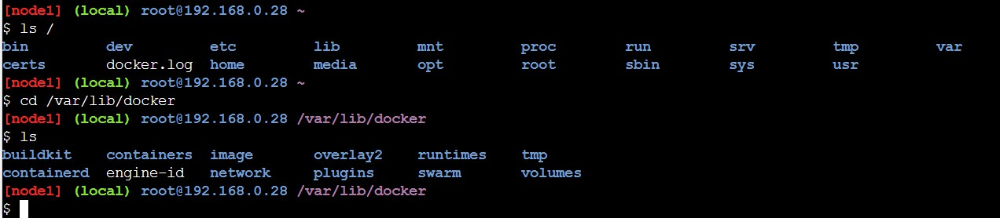 [node1] (local) root@192.168.0.28 ~
$ ls /
bin dev etc lib mnt proc run srv tmp var
certs docker.log home media opt root sbin sys usr
[node1] (local) root@192.168.0.28 ~
$ cd /var/lib/docker
[node1] (local) root@192.168.0.28 /var/lib/docker
$ ls
buildkit containers image overlay2 runtimes tmp
containerd engine-id network plugins swarm volumes
[node1] (local) root@192.168.0.28 /var/lib/docker
$